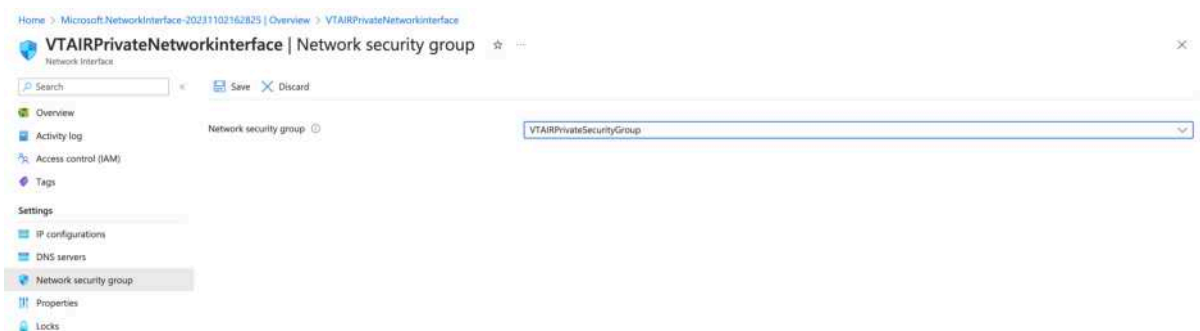 Home > Microsoft.NetworkInterface-20231102162825 | Overview > VTAIRPrivateNetworkinterface
VTAIRPrivateNetworkinterface | Network security group
Network Interface
Search
Save Discard
Overview
Network security group
VTAIRPrivateSecurityGroup
Activity log
Access control (IAM)
Tags
Settings
IP configurations
DNS servers
Network security group
Properties
Locks